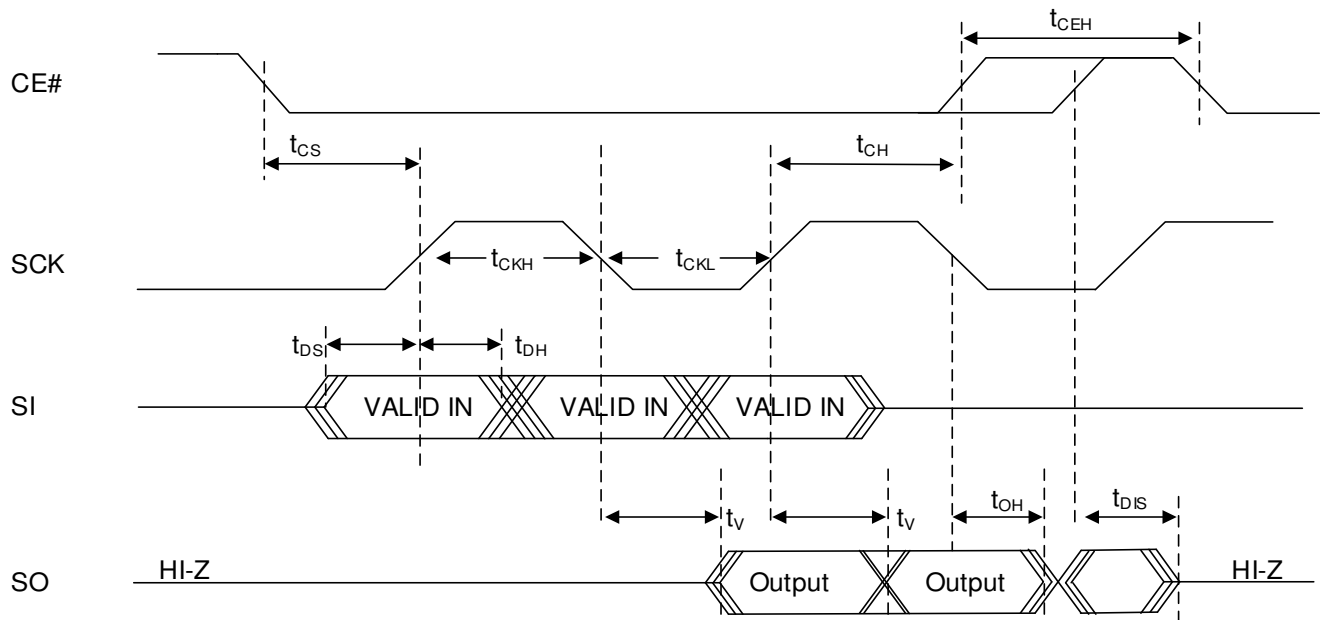 tCEH
CE#
tCS
tCH
SCK
tCKH
tCKL
tDS
tDH
SI
VALID IN
VALID IN
VALID IN
tV
tV
tOH
tDIS
SO
HI-Z
Output
Output
HI-Z